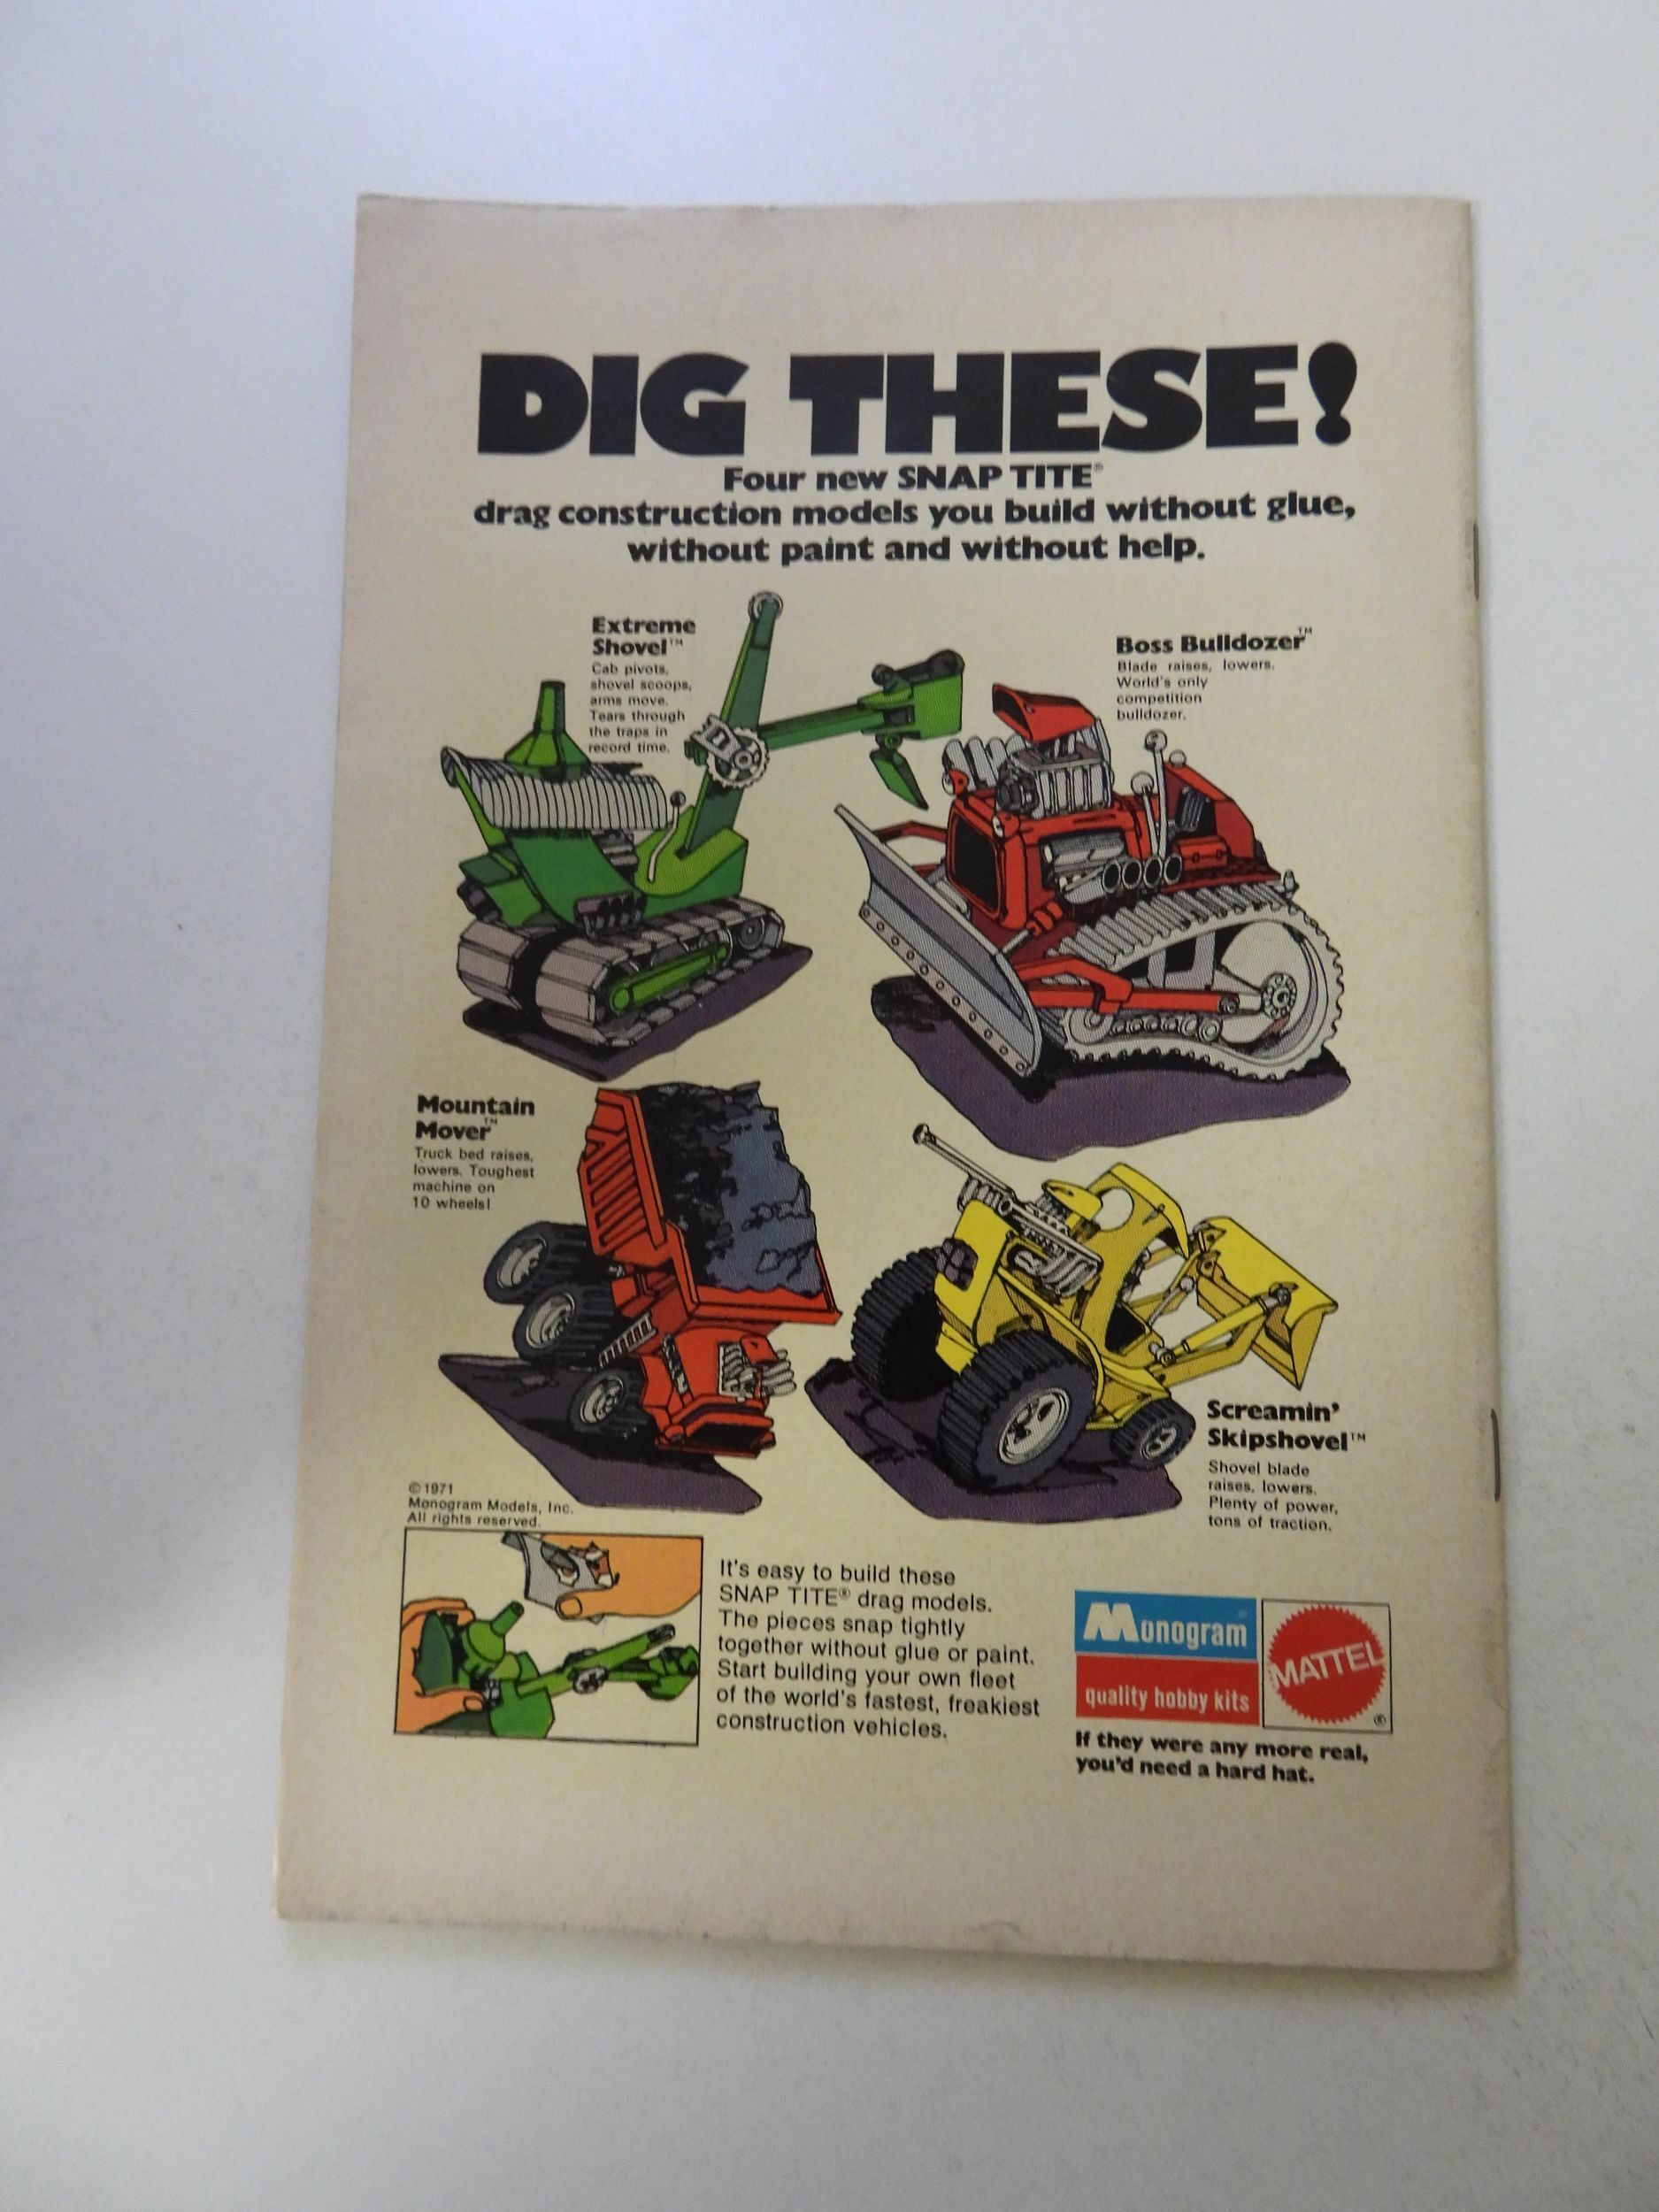 DIG THESE!
Four new SNAP TITE®
drag construction models you build without glue,
without paint and without help.
Extreme
Shovel™
Cab pivots,
shovel scoops,
arms move.
Tears through
the traps in
record time.
Boss Bulldozer™
Blade raises, lowers.
World's only
competition
bulldozer.
Mountain
Mover™
Truck bed raises,
lowers. Toughest
machine on
10 wheels!
Screamin'
Skipshovel™
Shovel blade
raises, lowers.
Plenty of power,
tons of traction.
©1971
Monogram Models, Inc.
All rights reserved.
It's easy to build these
SNAP TITE® drag models.
The pieces snap tightly
together without glue or paint.
Start building your own fleet
of the world's fastest, freakiest
construction vehicles.
Monogram®
quality hobby kits
MATTEL
®
If they were any more real,
you'd need a hard hat.